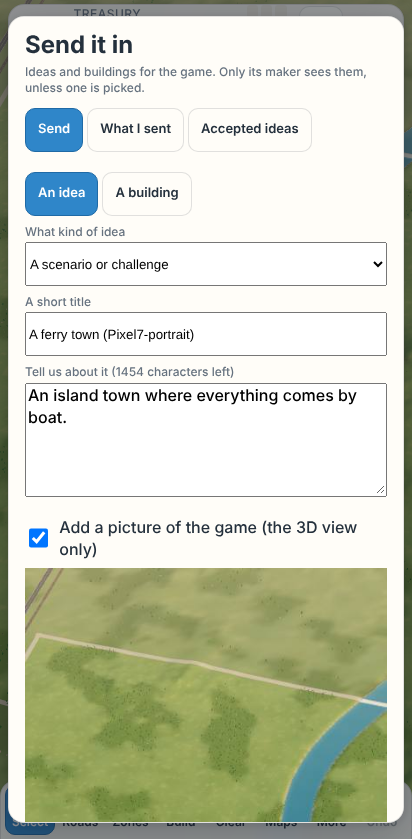 TREASURY
Send it in
Ideas and buildings for the game. Only its maker sees them,
unless one is picked.
Send
What I sent
Accepted ideas
An idea
A building
What kind of idea
A scenario or challenge
A short title
A ferry town (Pixel7-portrait)
Tell us about it (1454 characters left)
An island town where everything comes by
boat.
Add a picture of the game (the 3D view
only)
Select Roads Zones Build Clear Maps More Undo